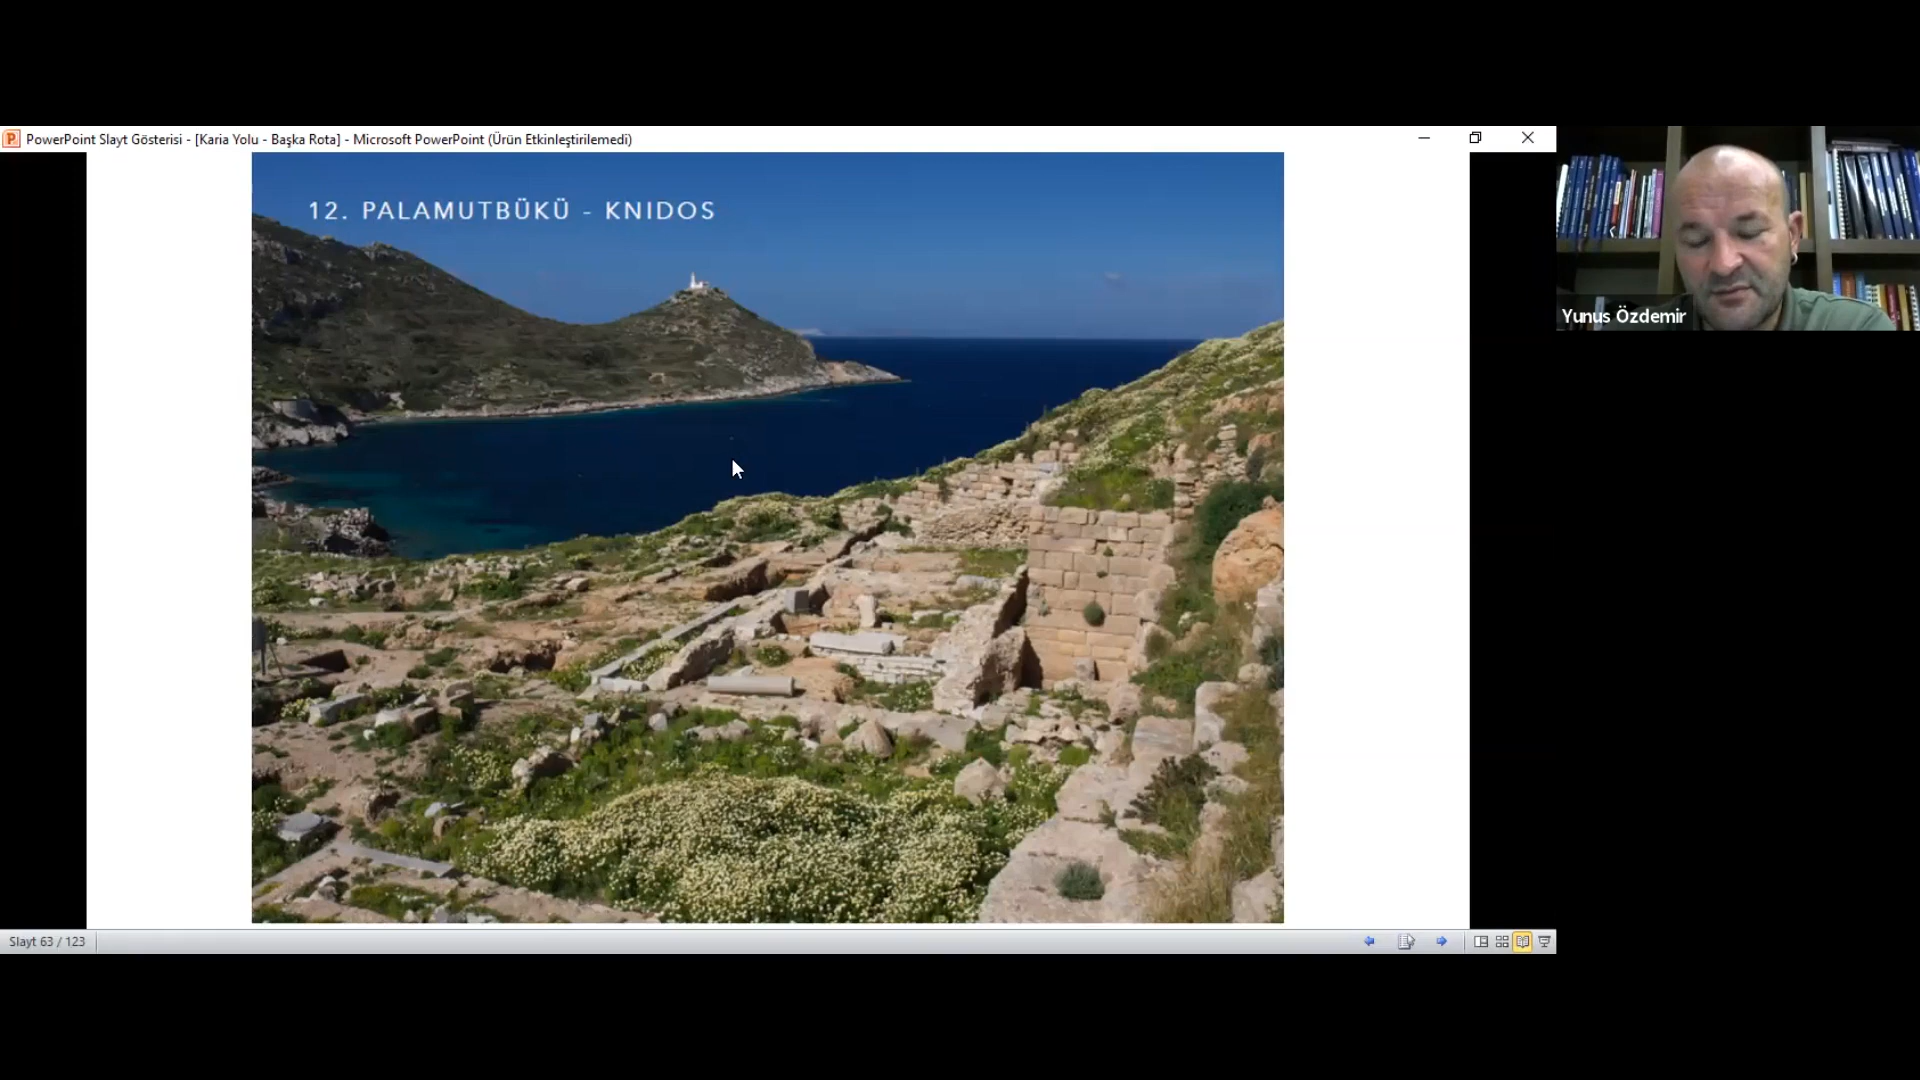 PowerPoint Slayt Gösterisi - [Karia Yolu - Başka Rota] - Microsoft PowerPoint (Ürün Etkinleştirilemedi)
12. PALAMUTBÜKÜ - KNIDOS
Yunus Özdemir
Slayt 63 / 123